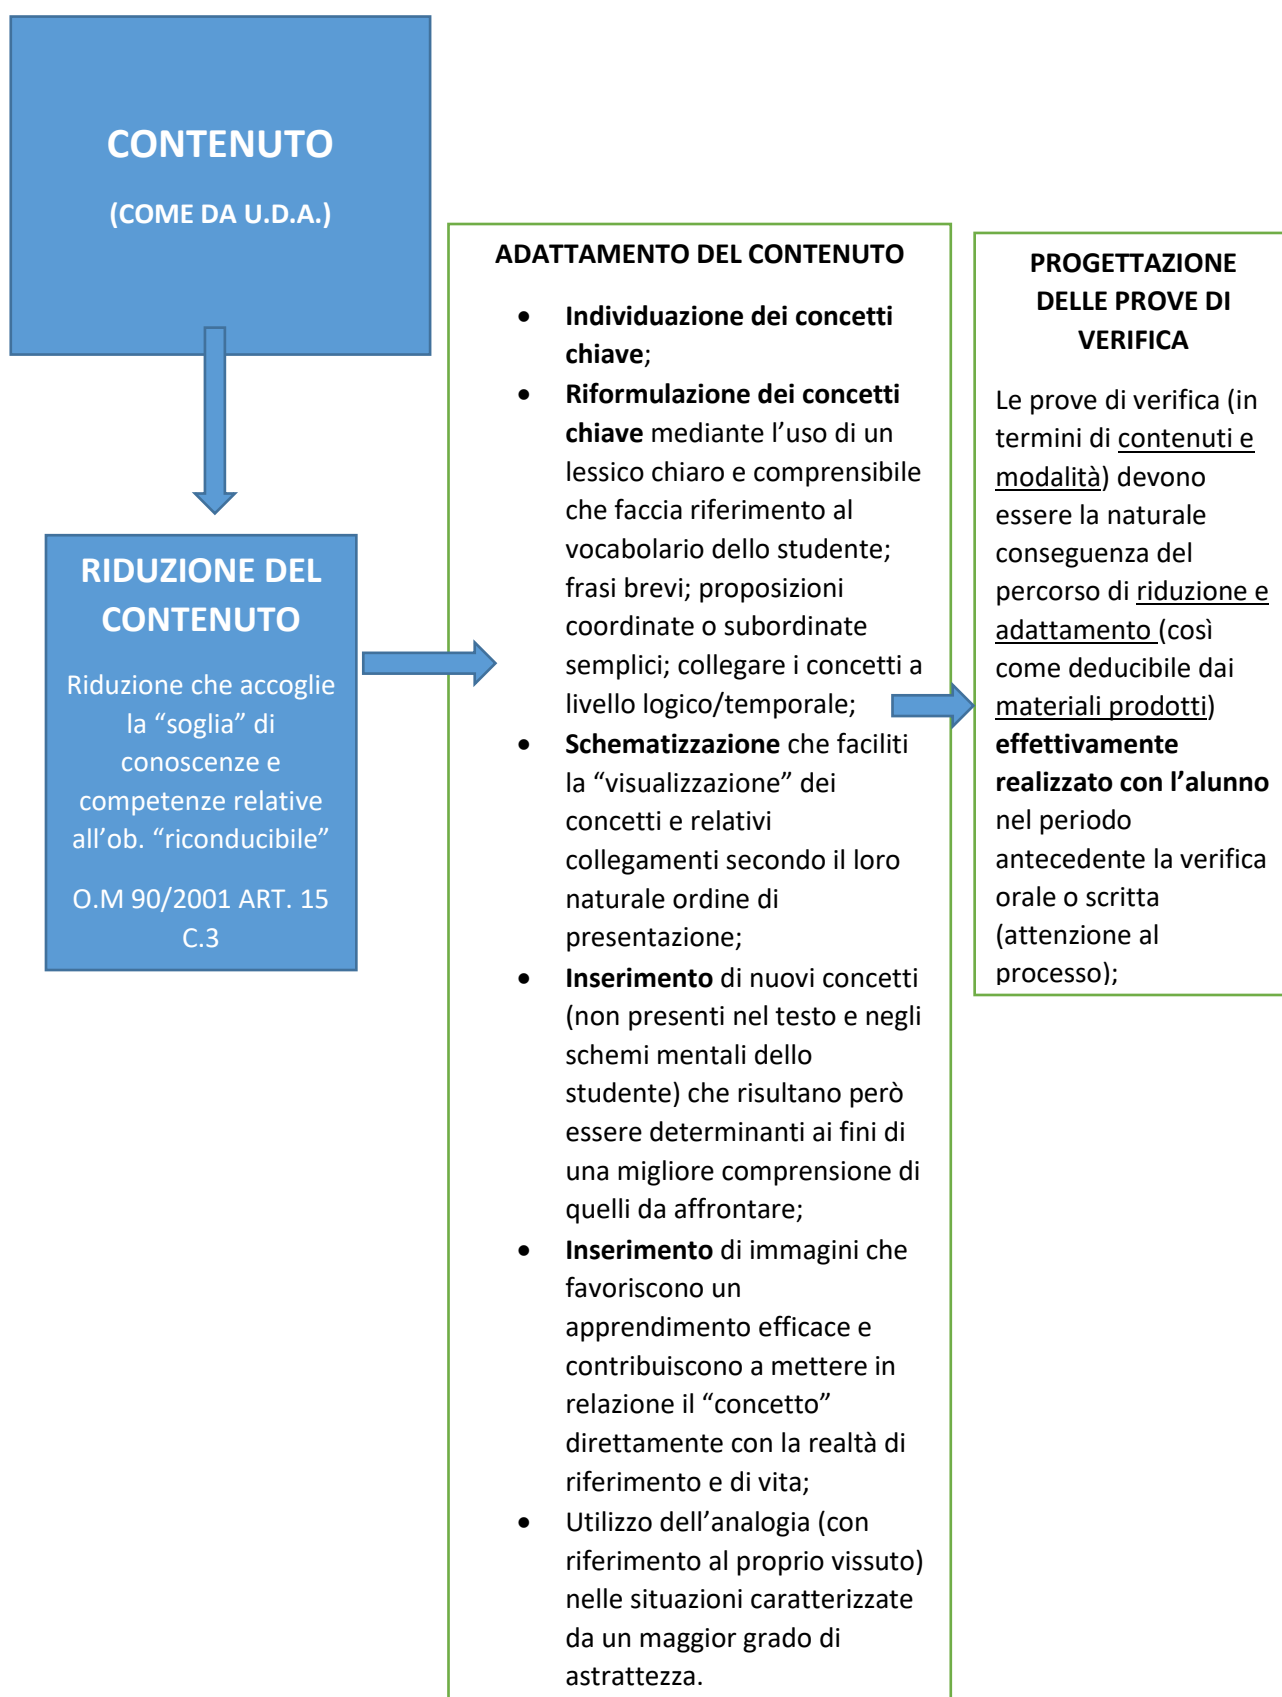 CONTENUTO
(COME DA U.D.A.)
RIDUZIONE DEL
CONTENUTO
Riduzione che accoglie
la “soglia” di
conoscenze e
competenze relative
all’ob. “riconducibile”
O.M 90/2001 ART. 15
C.3
ADATTAMENTO DEL CONTENUTO
• Individuazione dei concetti
chiave;
• Riformulazione dei concetti
chiave mediante l’uso di un
lessico chiaro e comprensibile
che faccia riferimento al
vocabolario dello studente;
frasi brevi; proposizioni
coordinate o subordinate
semplici; collegare i concetti a
livello logico/temporale;
• Schematizzazione che faciliti
la “visualizzazione” dei
concetti e relativi
collegamenti secondo il loro
naturale ordine di
presentazione;
• Inserimento di nuovi concetti
(non presenti nel testo e negli
schemi mentali dello
studente) che risultano però
essere determinanti ai fini di
una migliore comprensione di
quelli da affrontare;
• Inserimento di immagini che
favoriscono un
apprendimento efficace e
contribuiscono a mettere in
relazione il “concetto”
direttamente con la realtà di
riferimento e di vita;
• Utilizzo dell’analogia (con
riferimento al proprio vissuto)
nelle situazioni caratterizzate
da un maggior grado di
astrattezza.
PROGETTAZIONE
DELLE PROVE DI
VERIFICA
Le prove di verifica (in
termini di contenuti e
modalità) devono
essere la naturale
conseguenza del
percorso di riduzione e
adattamento (così
come deducibile dai
materiali prodotti)
effettivamente
realizzato con l’alunno
nel periodo
antecedente la verifica
orale o scritta
(attenzione al
processo);